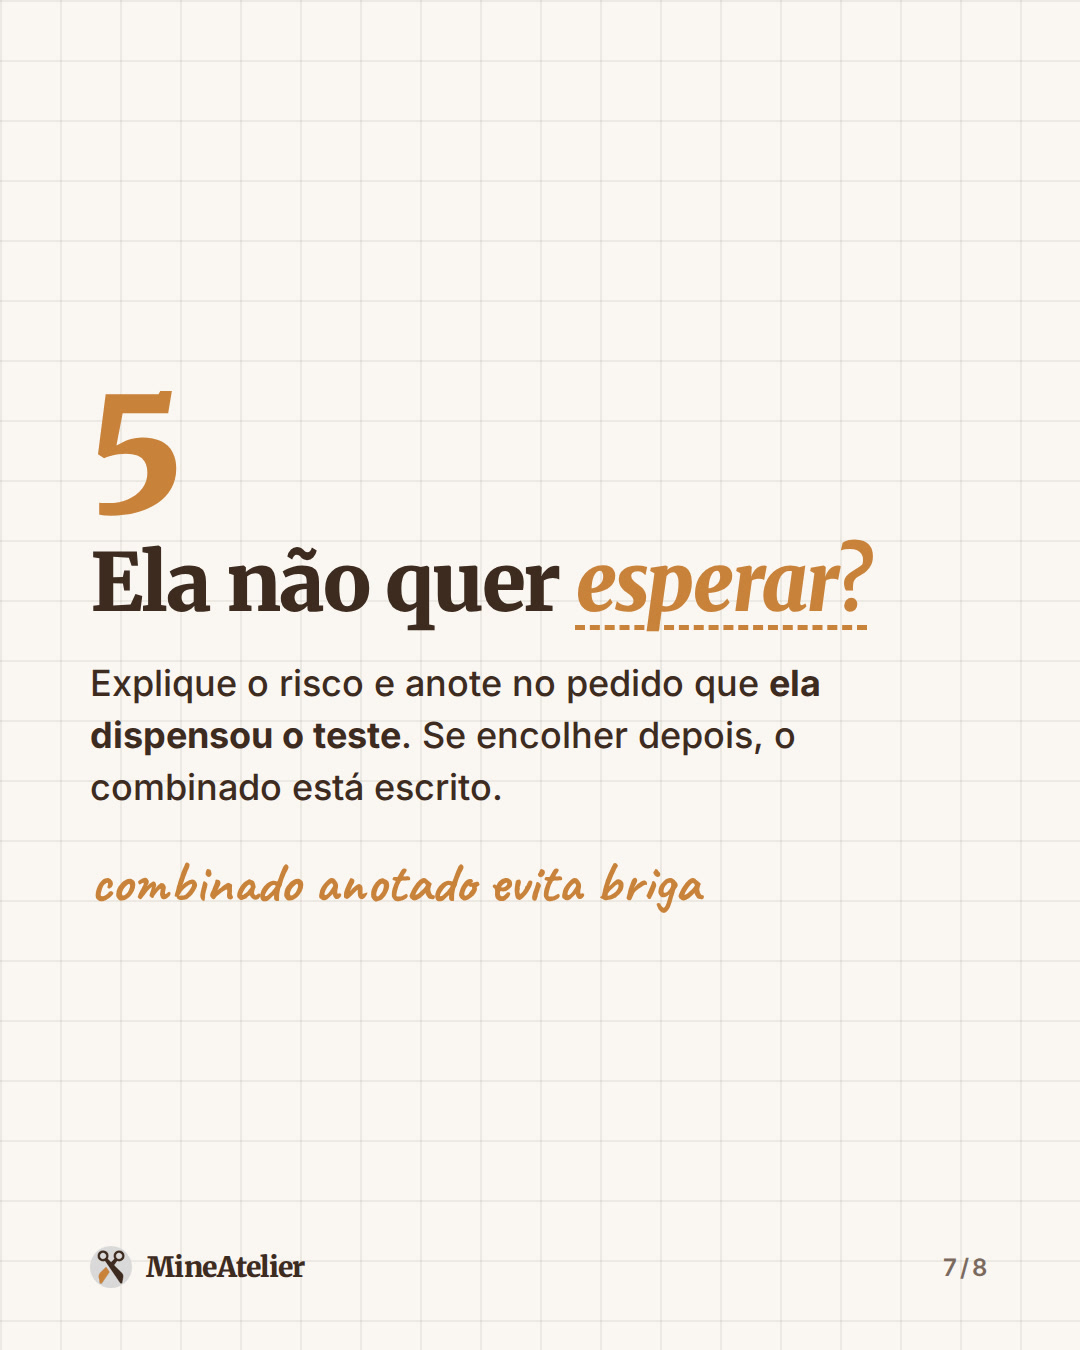 5
Ela não quer esperar?
Explique o risco e anote no pedido que ela
dispensou o teste. Se encolher depois, o
combinado está escrito.
combinado anotado evita briga
MineAtelier
7/8